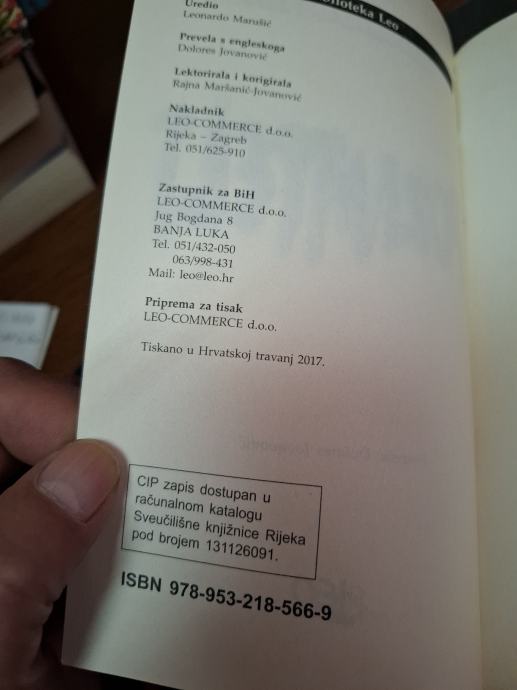 Biblioteka Leo
Uredio
Leonardo Marušić
Prevela s engleskoga
Dolores Jovanović
Lektorirala i korigirala
Rajna Maršanić-Jovanović
Nakladnik
LEO-COMMERCE d.o.o.
Rijeka – Zagreb
Tel. 051/625-910
Zastupnik za BiH
LEO-COMMERCE d.o.o.
Jug Bogdana 8
BANJA LUKA
Tel. 051/432-050
063/998-431
Mail: leo@leo.hr
Priprema za tisak
LEO-COMMERCE d.o.o.
Tiskano u Hrvatskoj travanj 2017.
CIP zapis dostupan u
računalnom katalogu
Sveučilišne knjižnice Rijeka
pod brojem 131126091.
ISBN 978-953-218-566-9